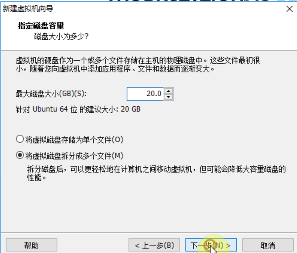 新建虚拟机向导
指定磁盘容量
磁盘大小为多少?
虚拟机的硬盘作为一个或多个文件存储在主机的物理磁盘中。这些文件最初很
小,随着您向虚拟机中添加应用程序、文件和数据而逐渐变大。
最大磁盘大小(GB)(S): 20.0
针对 Ubuntu 64 位 的建议大小: 20 GB
将虚拟磁盘存储为单个文件(O)
将虚拟磁盘拆分成多个文件(M)
拆分磁盘后,可以更轻松地在计算机之间移动虚拟机,但可能会降低大容量磁盘的
性能。
帮助 < 上一步(B) 下一步(N) > 取消